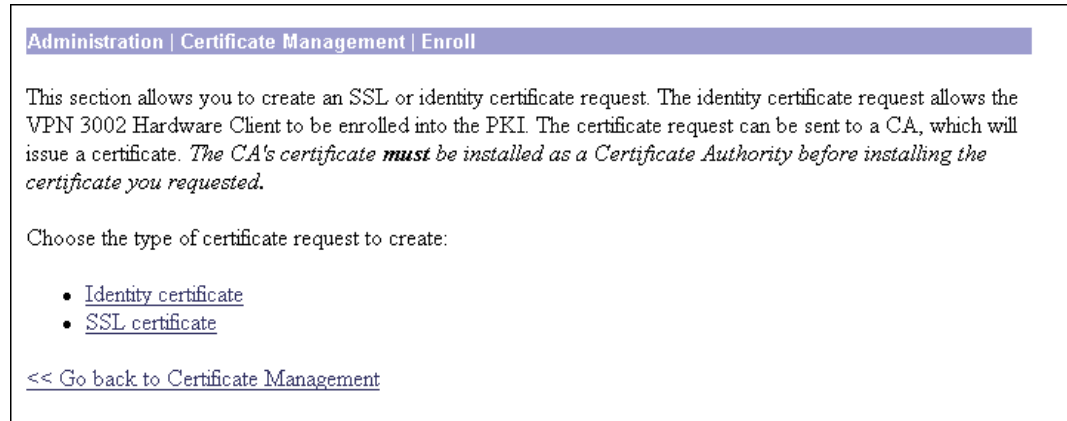 Administration | Certificate Management | Enroll
This section allows you to create an SSL or identity certificate request. The identity certificate request allows the
VPN 3002 Hardware Client to be enrolled into the PKI. The certificate request can be sent to a CA, which will
issue a certificate. The CA's certificate must be installed as a Certificate Authority before installing the
certificate you requested.
Choose the type of certificate request to create:
• Identity certificate
• SSL certificate
<< Go back to Certificate Management